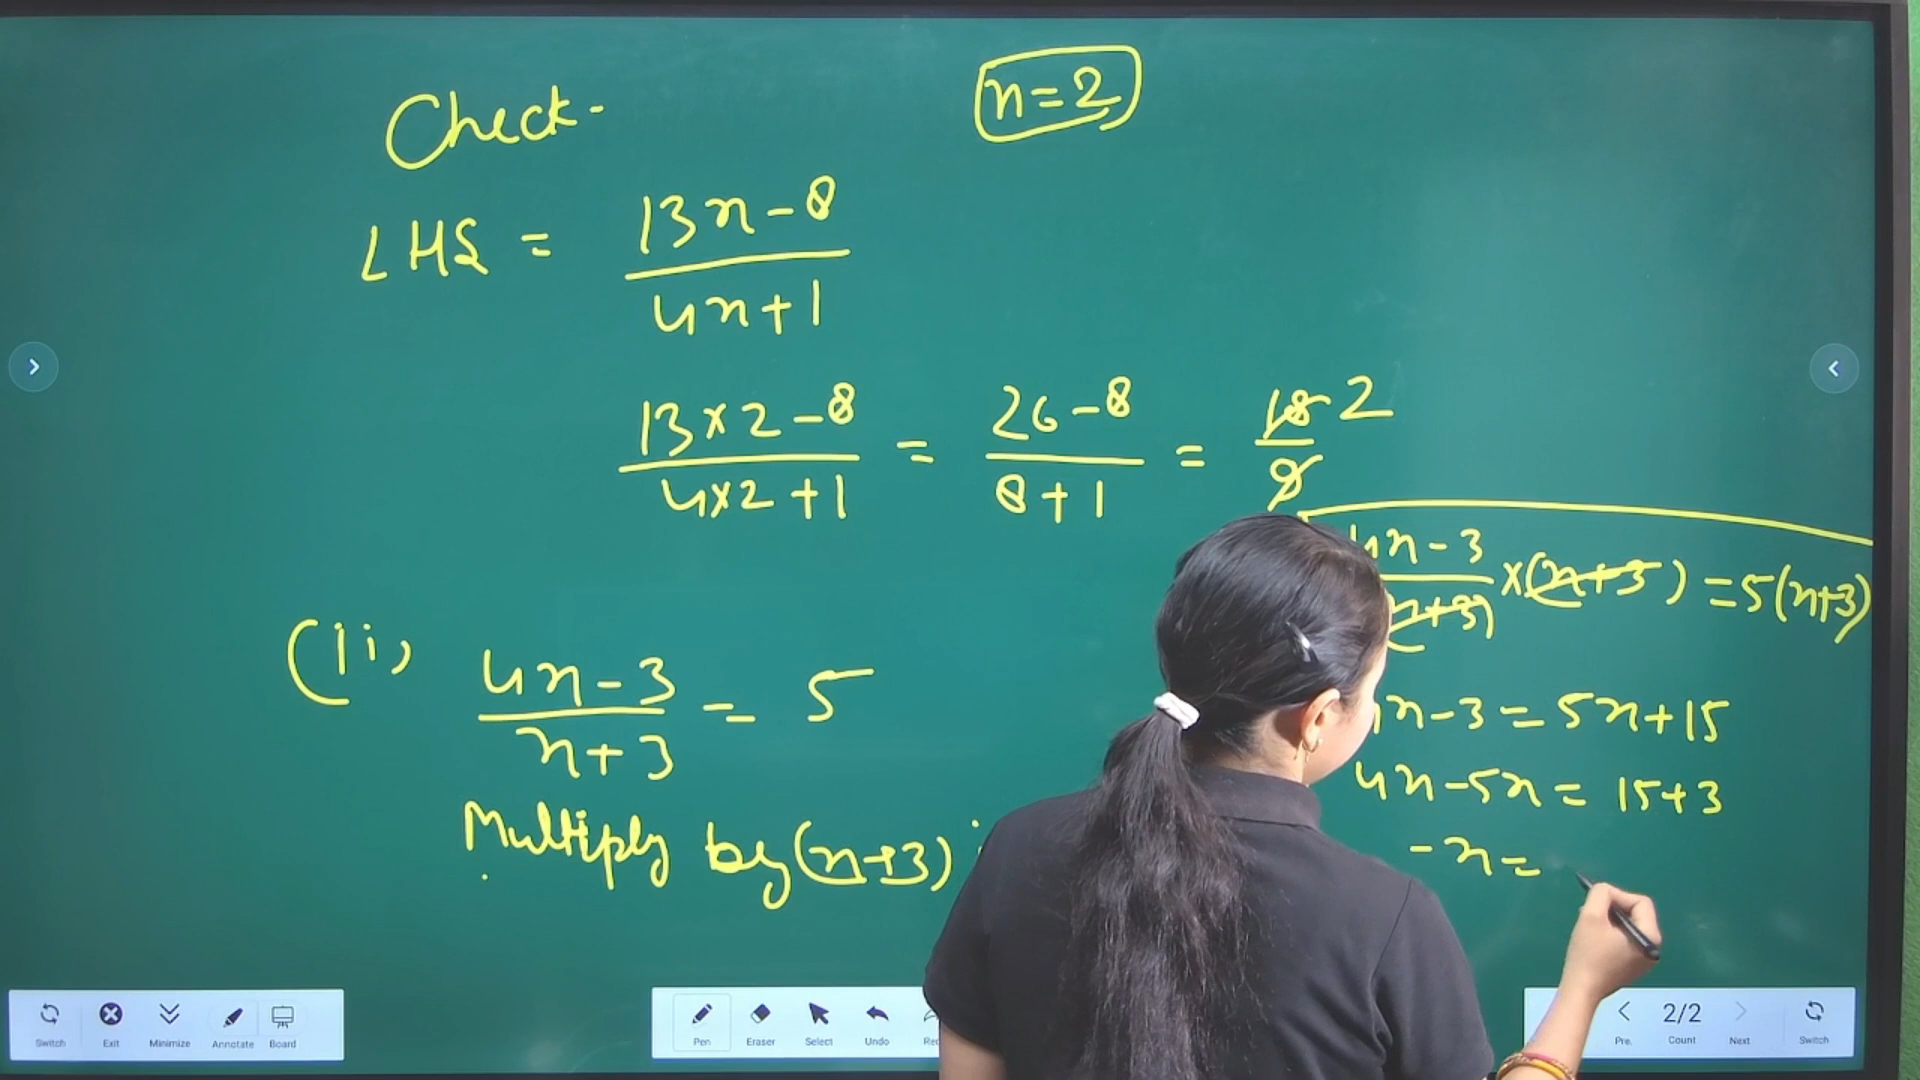 Check-
n=2
LHS = 13n-8 / 4n+1
13×2-8 / 4×2+1 = 26-8 / 8+1 = 18 / 9 2
(ii) 4n-3 / n+3 = 5
Multiply by (n+3)
4n-3 / (n+3) ×(n+3) = 5(n+3)
n-3 = 5n+15
4n-5n = 15+3
-n =
Switch
Exit
Minimize
Annotate
Board
Pen
Eraser
Select
Undo
Pre.
2/2
Count
Next
Switch